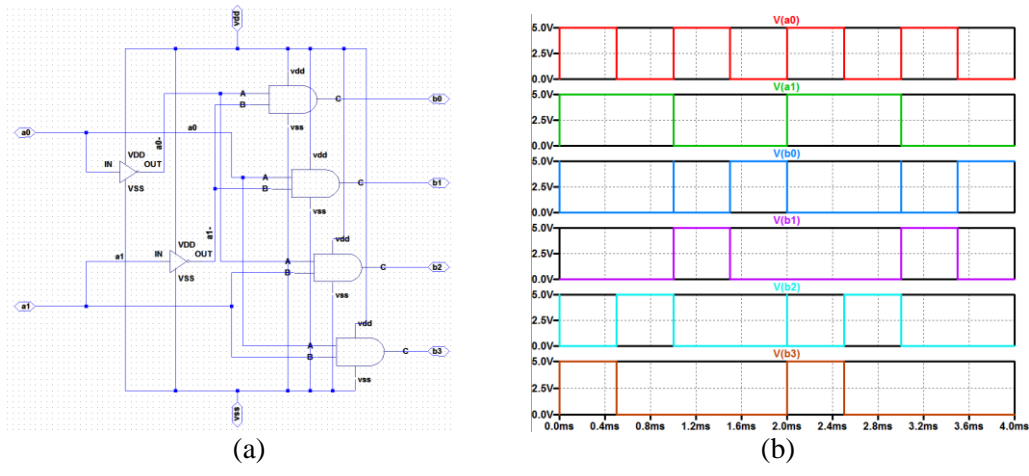 vdd
vdd
A
B
C
b0
vss
a0
a0
a0-
vdd
VDD
IN
OUT
VSS
A
B
C
b1
vss
a1-
vdd
a1
IN
VDD
OUT
VSS
A
B
C
b2
vss
a1
vdd
A
B
C
b3
vss
vss
(a)
V(a0)
5.0V
2.5V
0.0V
V(a1)
5.0V
2.5V
0.0V
V(b0)
5.0V
2.5V
0.0V
V(b1)
5.0V
2.5V
0.0V
V(b2)
5.0V
2.5V
0.0V
V(b3)
5.0V
2.5V
0.0V
0.0ms 0.4ms 0.8ms 1.2ms 1.6ms 2.0ms 2.4ms 2.8ms 3.2ms 3.6ms 4.0ms
(b)